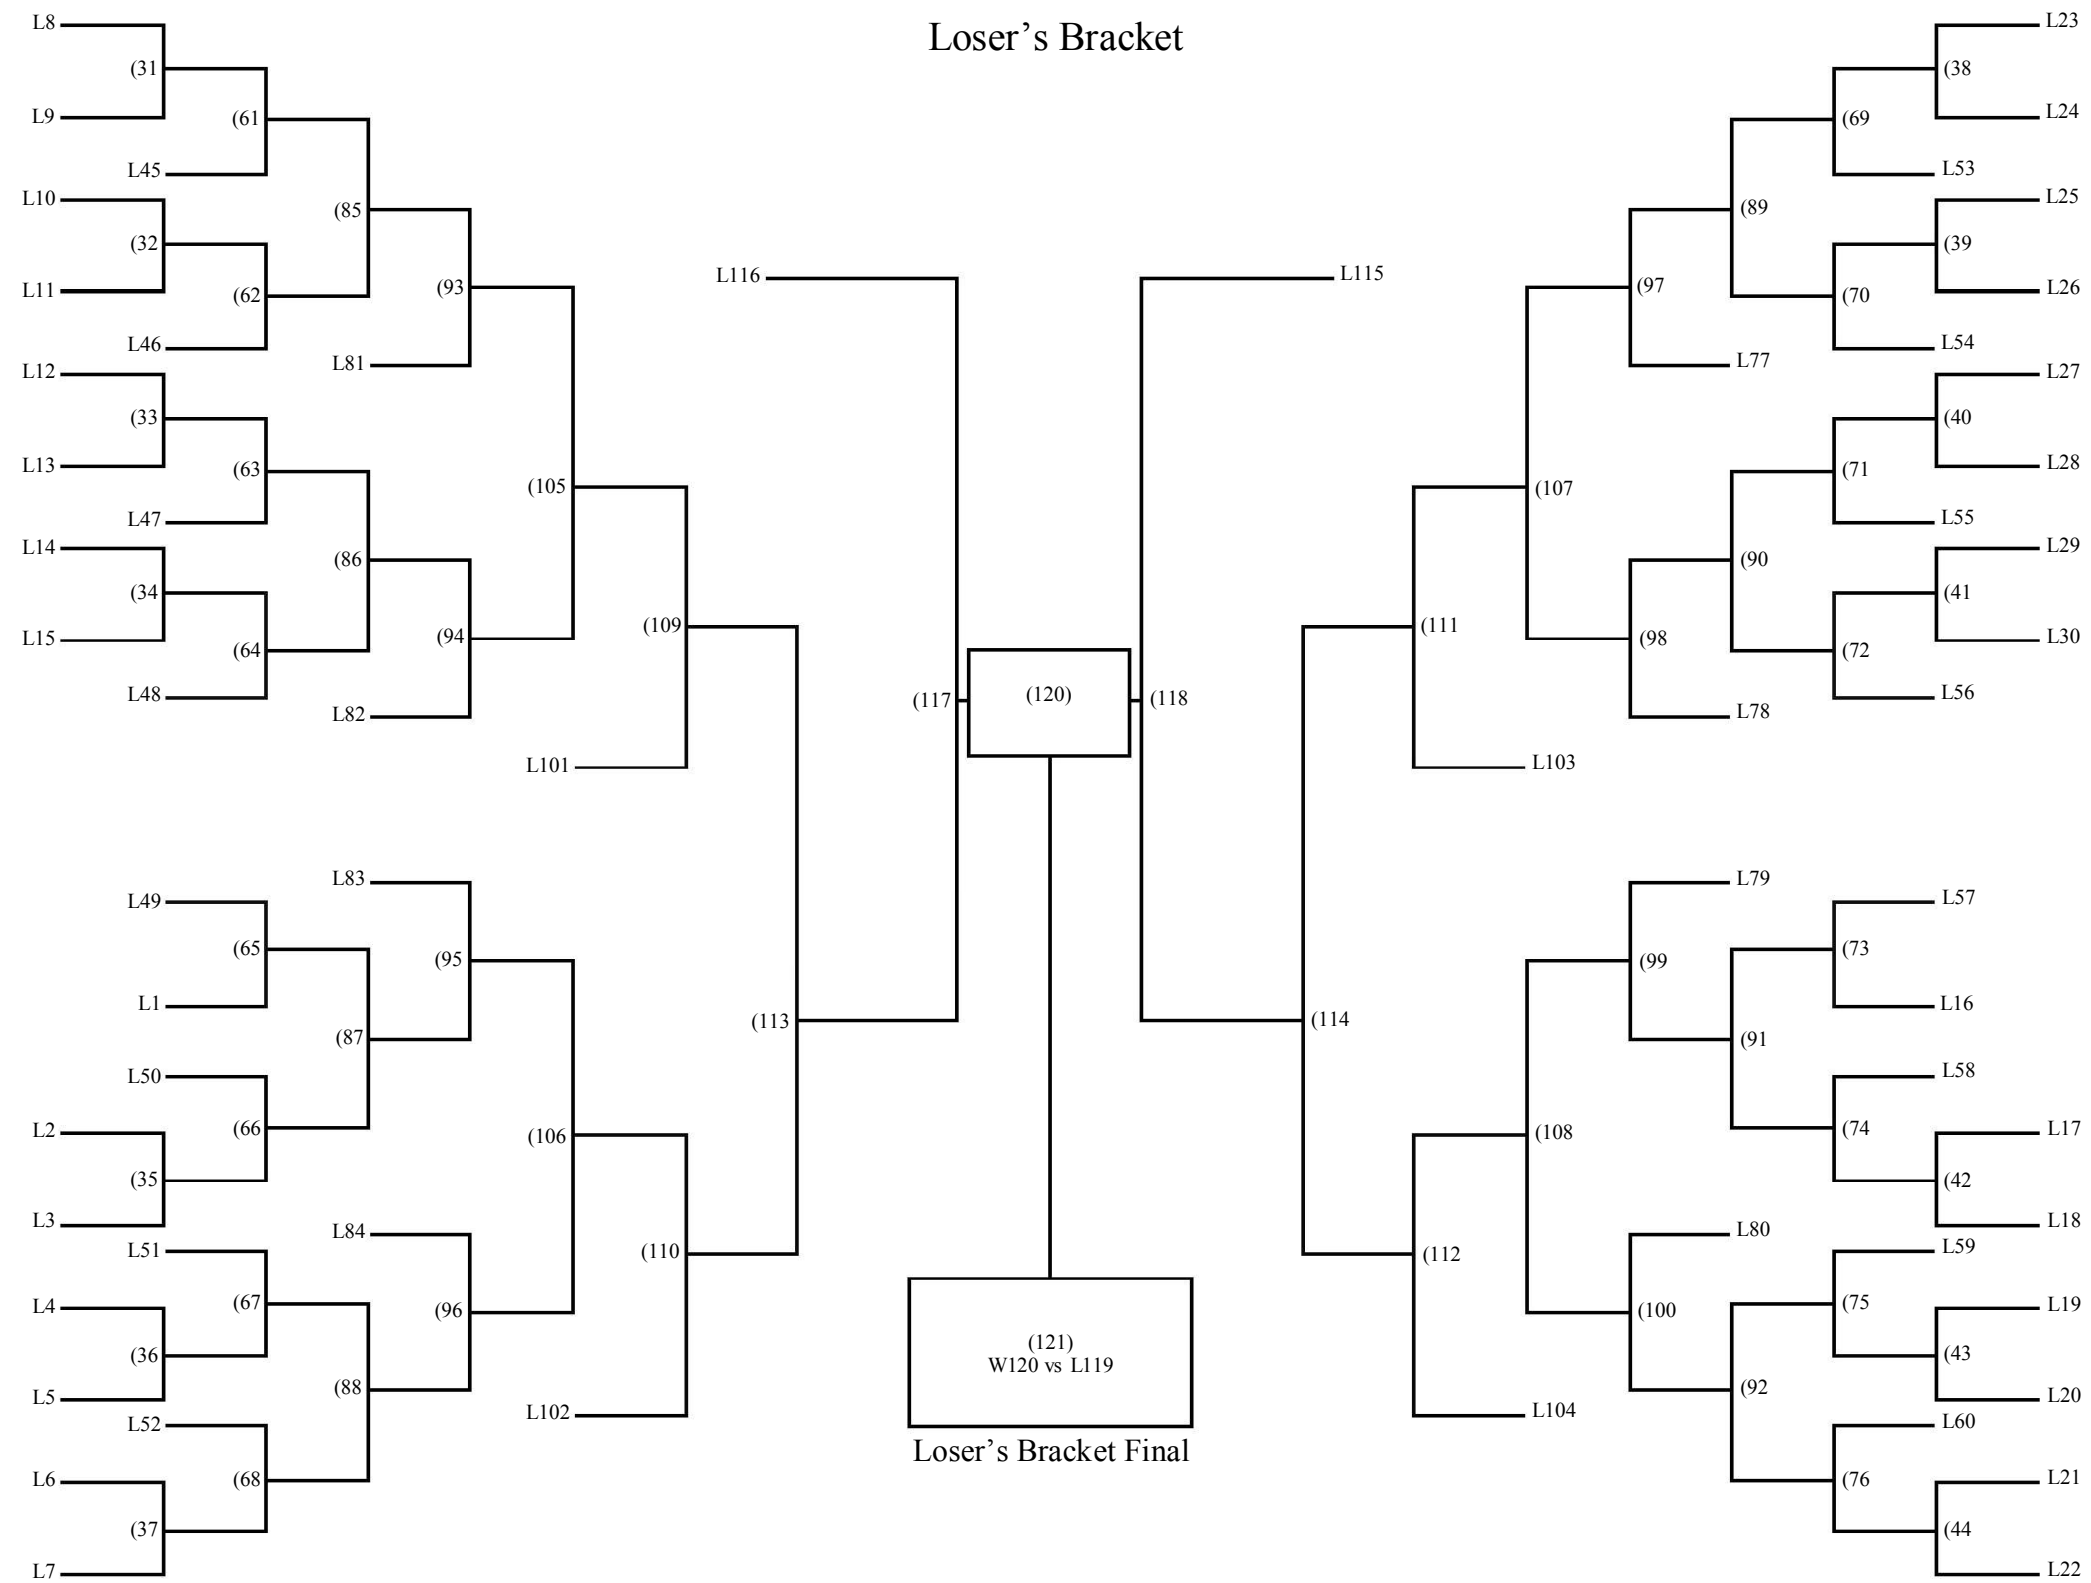 Loser’s Bracket
L8
(31
L9
(61
L45
L10
(85
(32
L11
(62
(93
L46
L81
L12
(33
L13
(63
L47
(105
L14
(86
(34
L15
(64
(94
(109
L48
L82
L101
L116
(117
(120)
L115
(118
L23
(38
L24
(69
L53
L25
(89
(39
L26
(70
(97
L54
L77
L27
(40
L28
(71
L55
(107
L29
(90
(41
L30
(72
(98
(111
L56
L78
L103
L83
L49
(65
(95
L1
(113
(87
L50
L2
(66
(106
(35
L3
L84
L51
(110
L4
(67
(96
(36
L5
(88
L52
L102
L6
(68
(37
L7
(121)
W120 vs L119
Loser’s Bracket Final
L79
L57
(73
(99
L16
(114
(91
L58
L17
(74
(108
(42
L18
L80
L59
(112
L19
(75
(100
(43
L20
(92
L104
L60
L21
(76
(44
L22